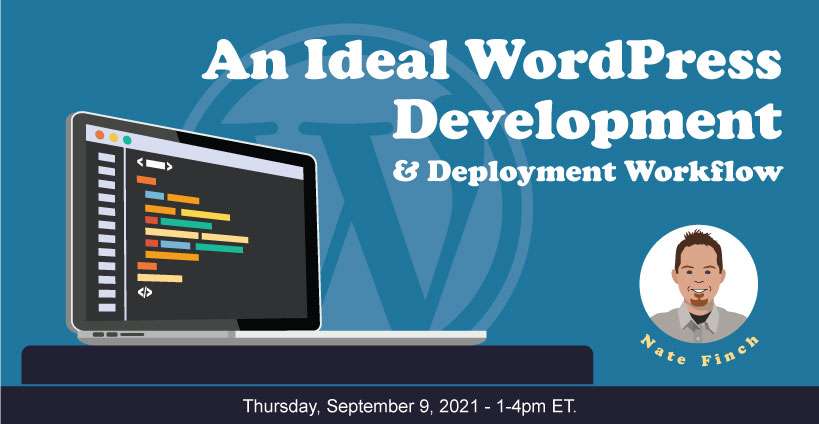 An Ideal WordPress
Development
& Deployment Workflow
Nate Finch
Thursday, September 9, 2021 - 1-4pm ET.